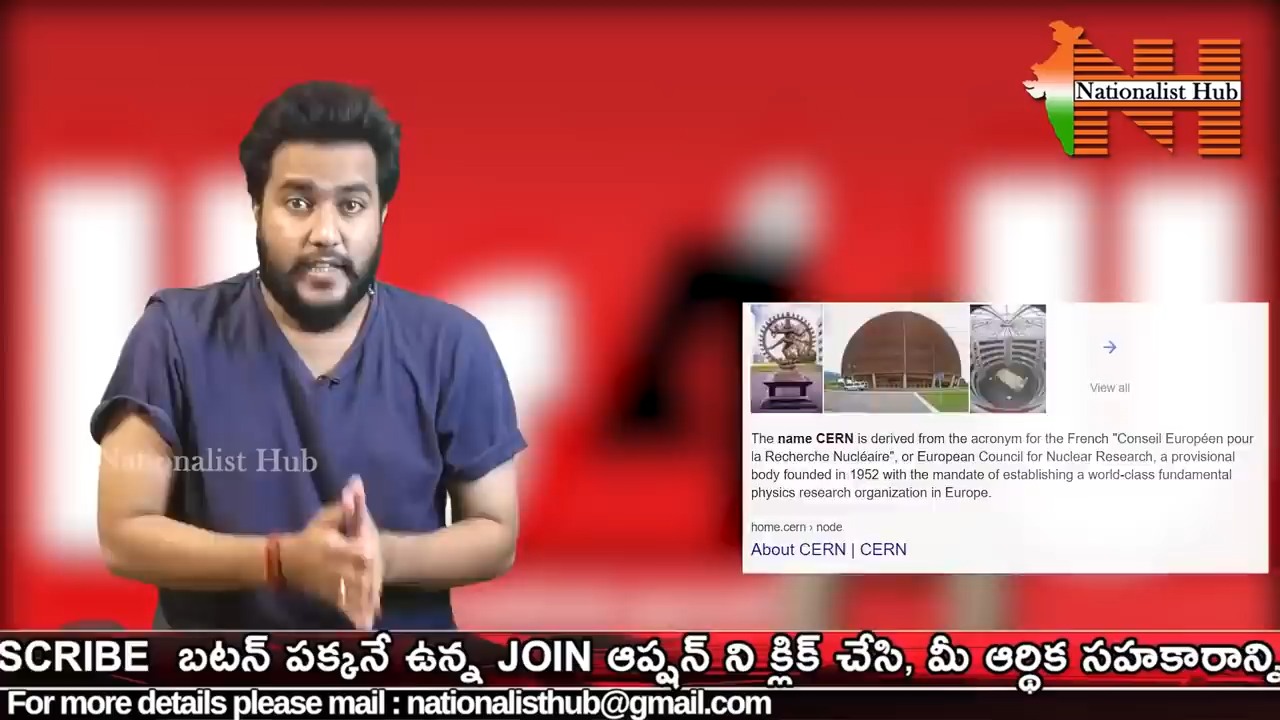 Nationalist Hub
View all
The name CERN is derived from the acronym for the French "Conseil Européen pour
la Recherche Nucléaire", or European Council for Nuclear Research, a provisional
body founded in 1952 with the mandate of establishing a world-class fundamental
physics research organization in Europe.
home.cern › node
About CERN | CERN
Nationalist Hub
SCRIBE బటన్ పక్కనే ఉన్న JOIN ఆప్షన్ ని క్లిక్ చేసి, మీ ఆర్థిక సహకారాన్ని
For more details please mail : nationalisthub@gmail.com